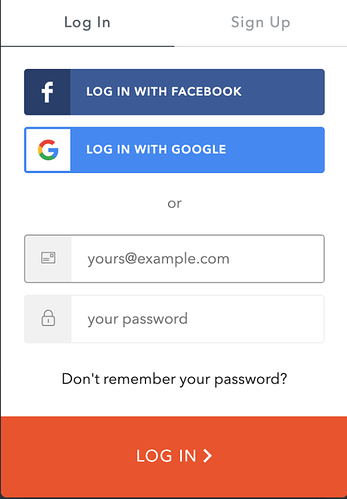 Log In
Sign Up
LOG IN WITH FACEBOOK
LOG IN WITH GOOGLE
or
yours@example.com
your password
Don't remember your password?
LOG IN